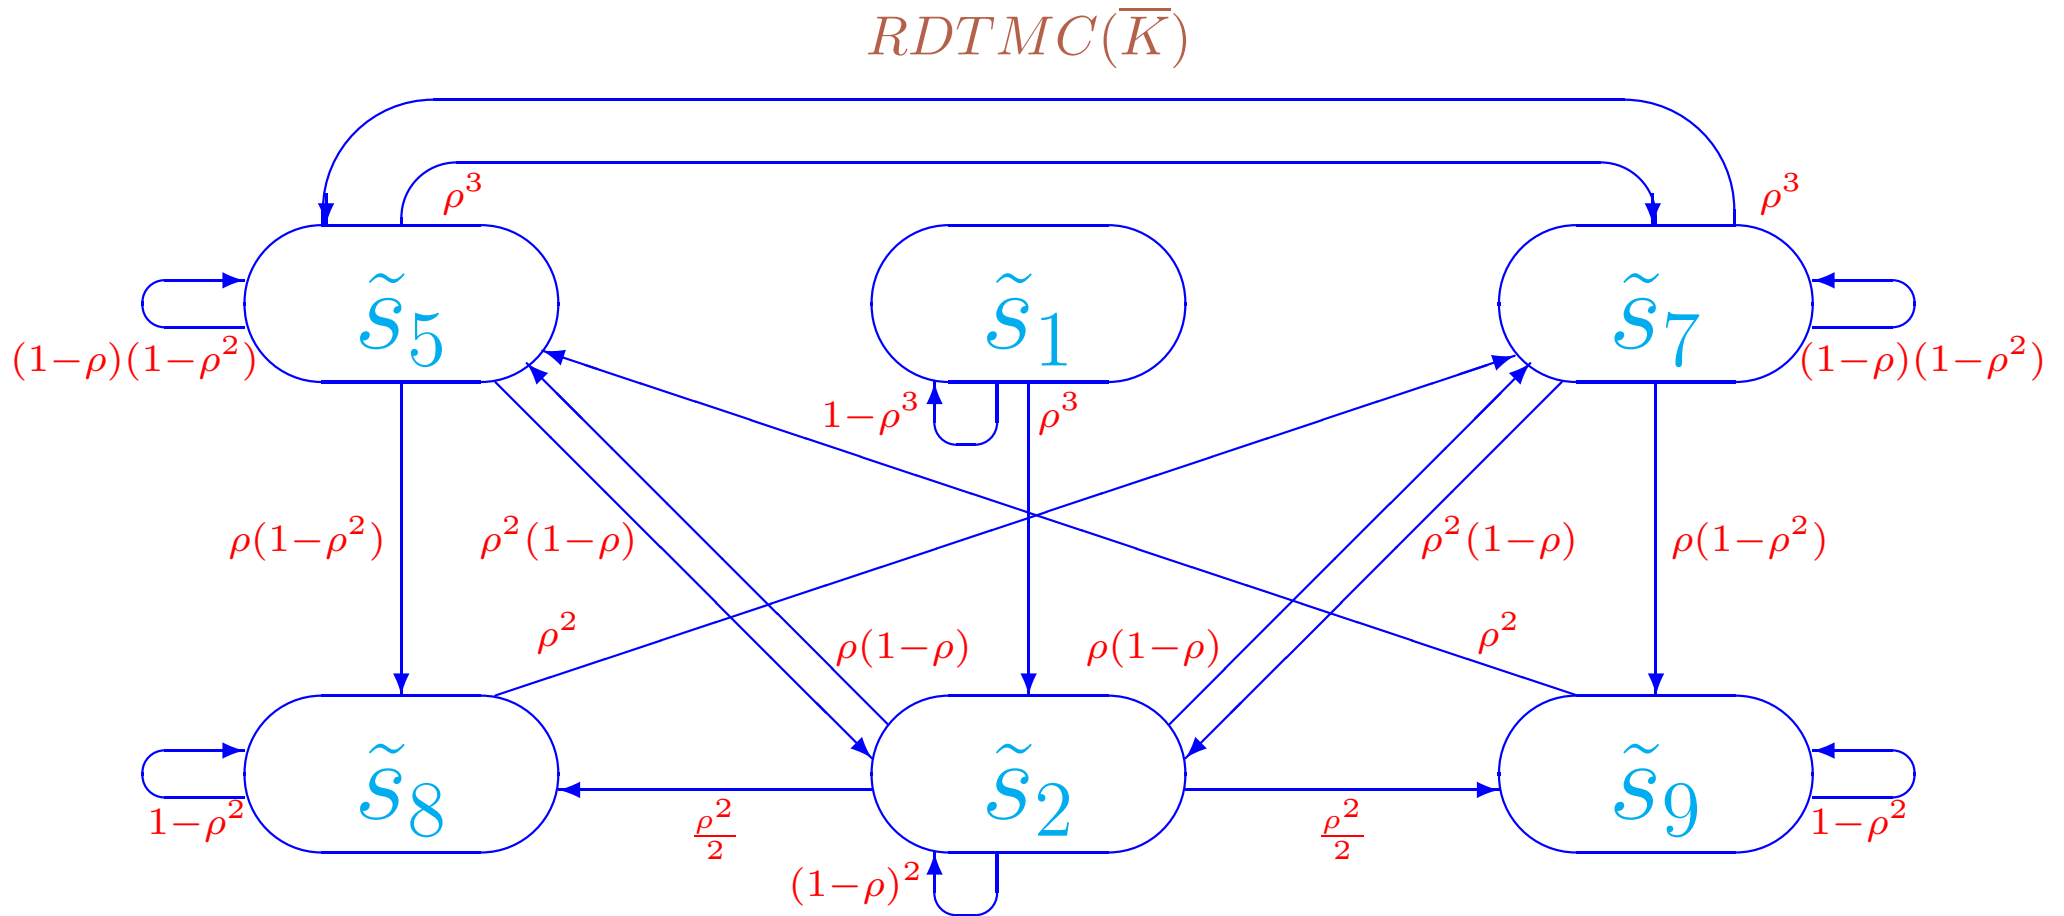 RDTMC(K̅)
ρ³ ρ³
s̃₅ s̃₁ s̃₇
(1−ρ)(1−ρ²) (1−ρ)(1−ρ²)
1−ρ³ ρ³
ρ(1−ρ²) ρ²(1−ρ) ρ²(1−ρ) ρ(1−ρ²)
ρ² ρ(1−ρ) ρ(1−ρ) ρ²
s̃₈ s̃₂ s̃₉
1−ρ² ρ²/2 ρ²/2 1−ρ²
(1−ρ)²